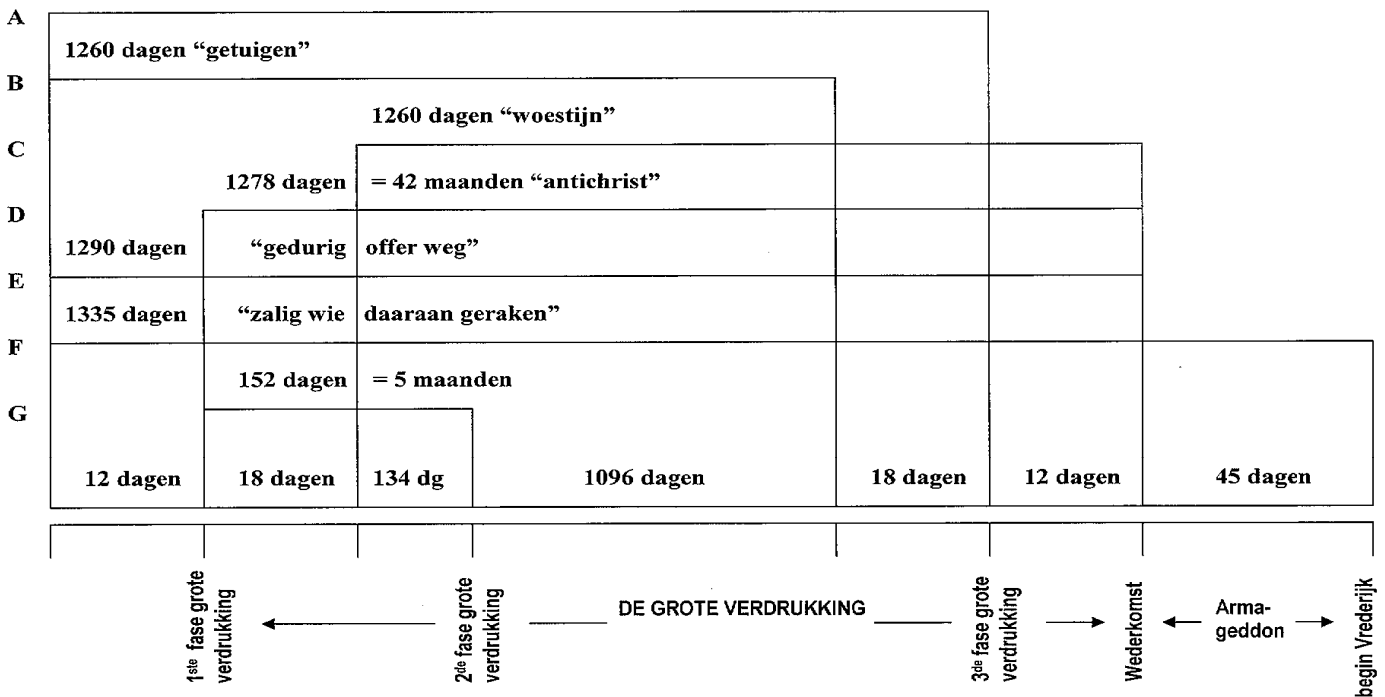 A
1260 dagen “getuigen”
B
1260 dagen “woestijn”
C
1278 dagen = 42 maanden “antichrist”
D
1290 dagen “gedurig offer weg”
E
1335 dagen “zalig wie daaraan geraken”
F
152 dagen = 5 maanden
G
12 dagen 18 dagen 134 dg 1096 dagen 18 dagen 12 dagen 45 dagen
1ste fase grote
verdrukking
2de fase grote
verdrukking
DE GROTE VERDRUKKING
3de fase grote
verdrukking
Wederkomst
Arma-
geddon
begin Vrederijk